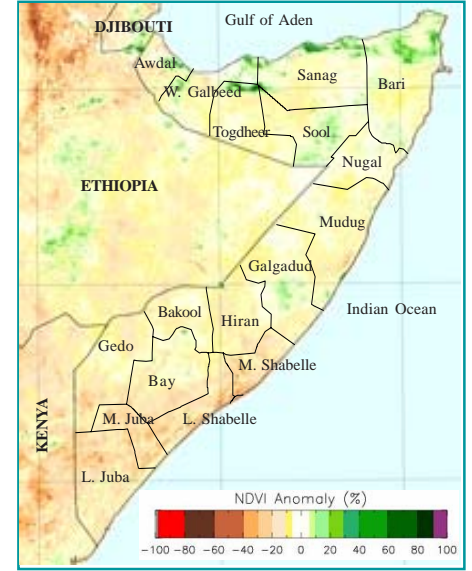 DJIBOUTI
Gulf of Aden
Awdal
Sanag
W. Galbeed
Bari
Togdheer
Sool
Nugal
ETHIOPIA
Mudug
Galgadud
Bakool
Hiran
Indian Ocean
Gedo
M. Shabelle
Bay
KENYA
M. Juba
L. Shabelle
L. Juba
NDVI Anomaly (%)
-100 -80 -60 -40 -20 0 20 40 60 80 100